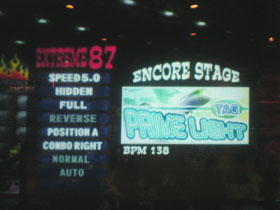 EXTREME 87
SPEED 5.0
HIDDEN
FULL
REVERSE
POSITION A
COMBO RIGHT
NORMAL
AUTO
ENCORE STAGE
TAG
PRIME LIGHT
BPM 138